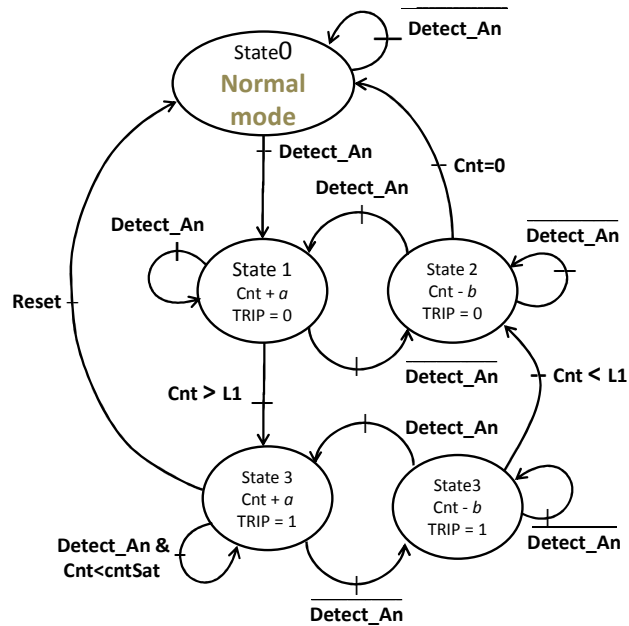 Detect_An
State0
Normal
mode
Detect_An
Cnt=0
Detect_An
Detect_An
Detect_An
State 1
Cnt + a
TRIP = 0
State 2
Cnt - b
TRIP = 0
Reset
Detect_An
Cnt > L1
Cnt < L1
Detect_An
State 3
Cnt + a
TRIP = 1
State3
Cnt - b
TRIP = 1
Detect_An &
Cnt<cntSat
Detect_An
Detect_An